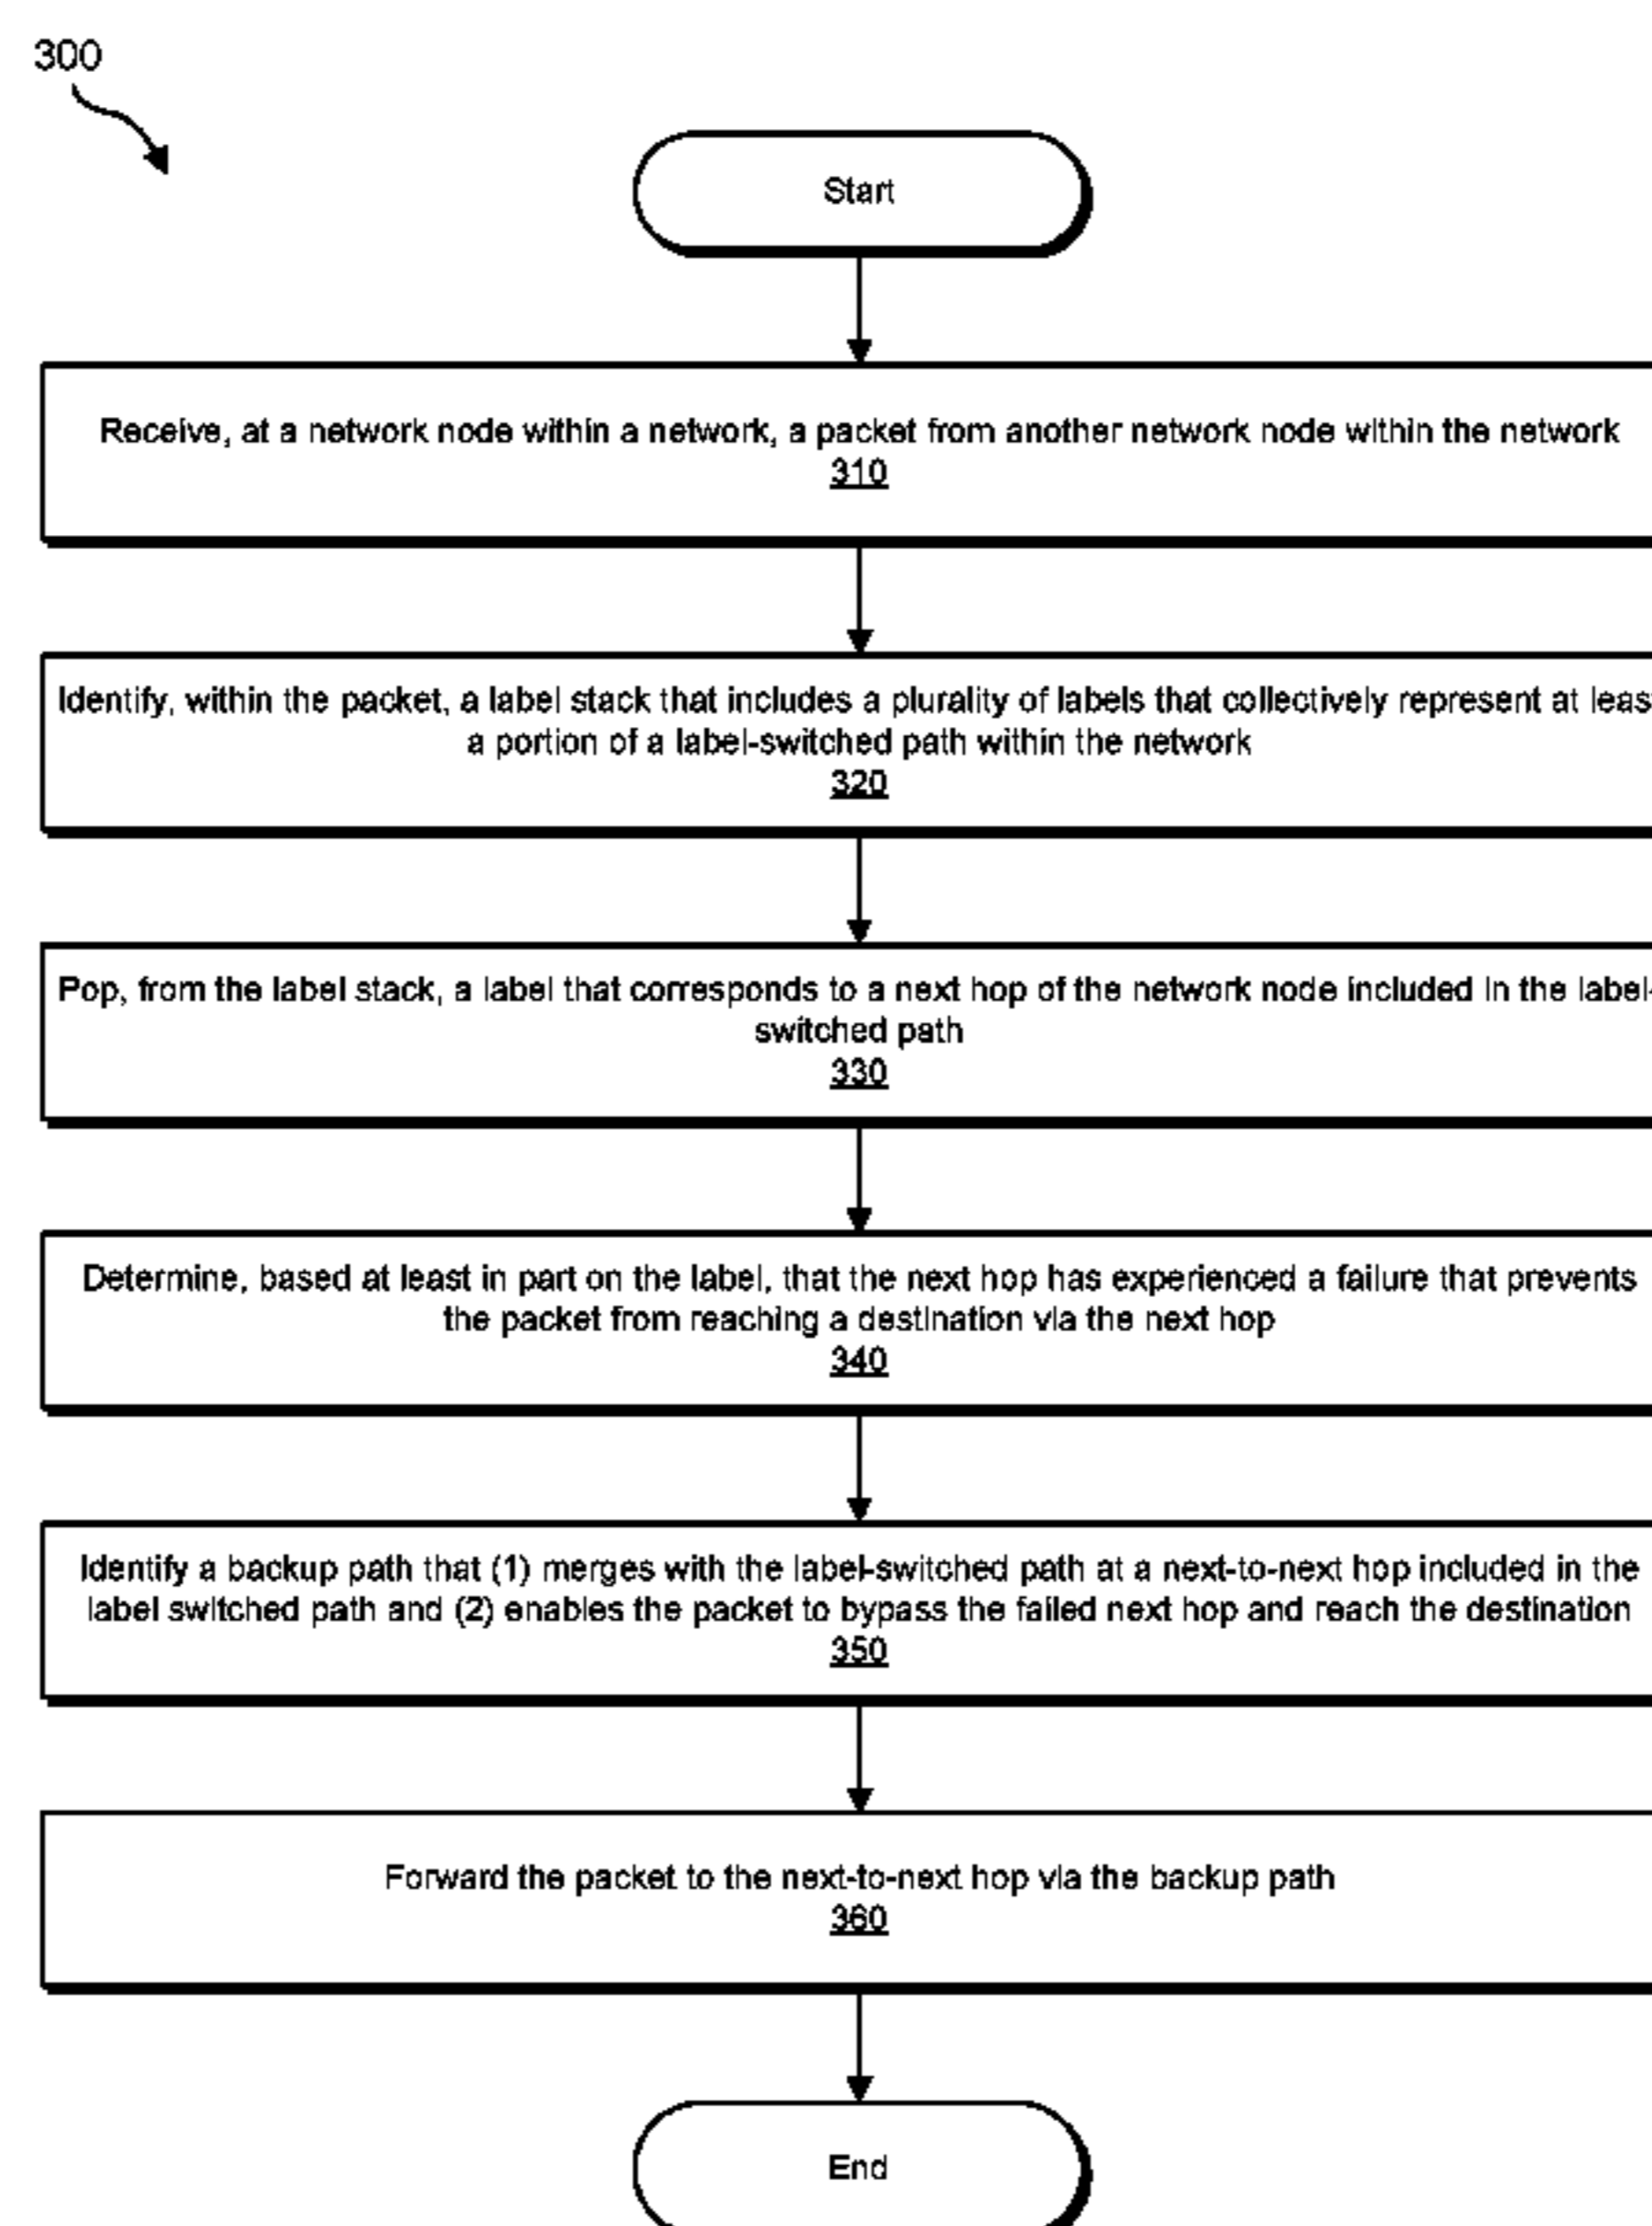 300
Start
Receive, at a network node within a network, a packet from another network node within the network
310
Identify, within the packet, a label stack that includes a plurality of labels that collectively represent at leas
a portion of a label-switched path within the network
320
Pop, from the label stack, a label that corresponds to a next hop of the network node included in the label-
switched path
330
Determine, based at least in part on the label, that the next hop has experienced a failure that prevents
the packet from reaching a destination via the next hop
340
Identify a backup path that (1) merges with the label-switched path at a next-to-next hop included in the
label switched path and (2) enables the packet to bypass the failed next hop and reach the destination
350
Forward the packet to the next-to-next hop via the backup path
360
End